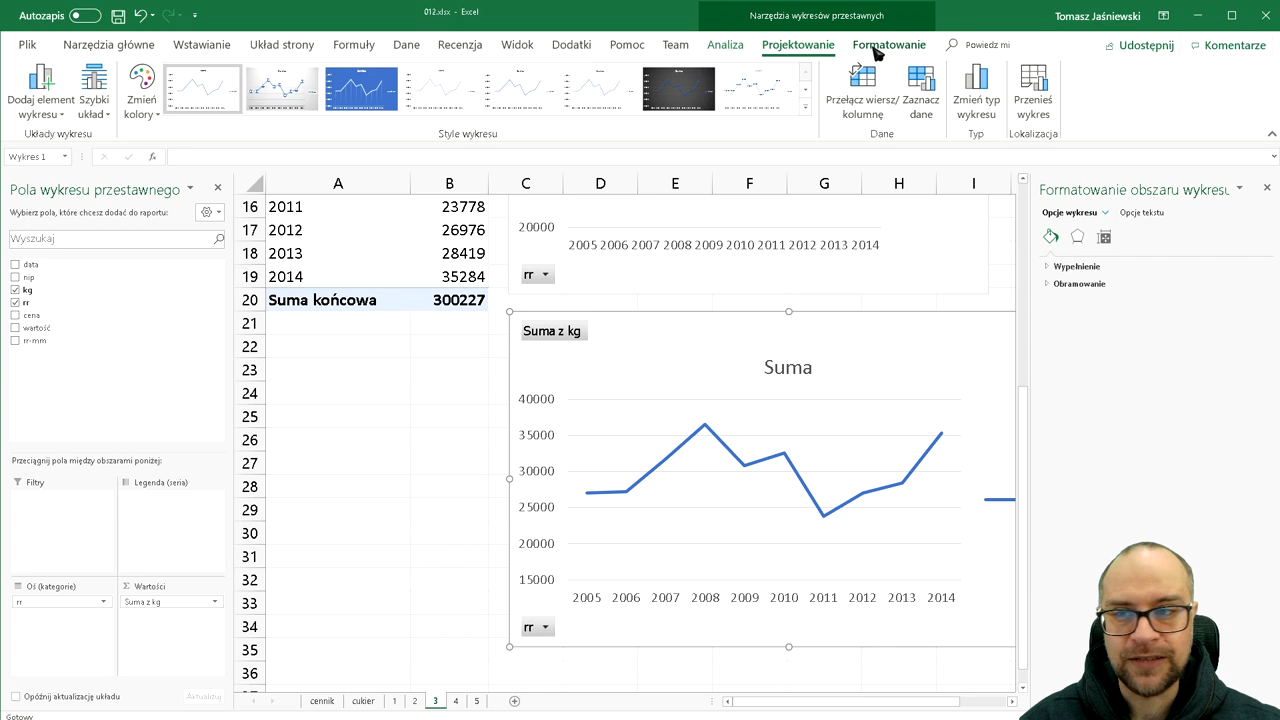 Autozapis
012.xlsx - Excel
Narzędzia wykresów przestawnych
Tomasz Jaśniewski
Plik
Narzędzia główne
Wstawianie
Układ strony
Formuły
Dane
Recenzja
Widok
Dodatki
Pomoc
Team
Analiza
Projektowanie
Formatowanie
Powiedz mi
Udostępnij
Komentarze
Dodaj element wykresu
Szybki układ
Zmień kolory
Przełącz wiersz/ kolumnę
Zaznacz dane
Zmień typ wykresu
Przenieś wykres
Układy wykresu
Style wykresu
Dane
Typ
Lokalizacja
Wykres 1
fx
Pola wykresu przestawnego
Wybierz pola, które chcesz dodać do raportu:
Wyszukaj
data
nip
kg
rr
cena
wartość
rr-mm
Przeciągnij pola między obszarami poniżej:
Filtry
Legenda (seria)
Oś (kategorie)
Σ Wartości
rr
Suma z kg
Opóźnij aktualizację układu
Aktualizuj
A B C D E F G H I
16 2011 23778
17 2012 26976
18 2013 28419
19 2014 35284
20 Suma końcowa 300227
21
22
23
24
25
26
27
28
29
30
31
32
33
34
35
36
20000
2005 2006 2007 2008 2009 2010 2011 2012 2013 2014
rr
Suma z kg
Suma
40000
35000
30000
25000
20000
15000
2005 2006 2007 2008 2009 2010 2011 2012 2013 2014
rr
Formatowanie obszaru wykresu
Opcje wykresu
Opcje tekstu
Wypełnienie
Obramowanie
cennik
cukier
1
2
3
4
5
Gotowy